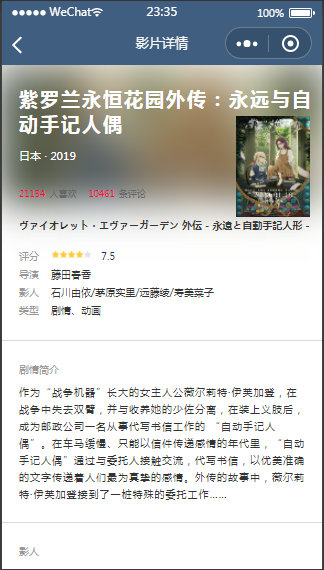 WeChat
23:35
100%
影片详情
紫罗兰永恒花园外传：永远与自
动手记人偶
日本 · 2019
21194 人喜欢 10461 条评论
ヴァイオレット・エヴァーガーデン 外伝 - 永遠と自動手記人形 -
评分 7.5
导演 藤田春香
影人 石川由依/茅原实里/远藤绫/寿美菜子
类型 剧情、动画
剧情简介
作为“战争机器”长大的女主人公薇尔莉特·伊芙加登，在
战争中失去双臂，并与收养她的少佐分离，在装上义肢后，
成为邮政公司一名从事代写书信工作的 “自动手记人
偶”。在车马缓慢、只能以信件传递感情的年代里，“自动
手记人偶”通过与委托人接触交流，代写书信，以优美准确
的文字传递着人们最为真挚的感情。外传的故事中，薇尔莉
特·伊芙加登接到了一桩特殊的委托工作……
影人